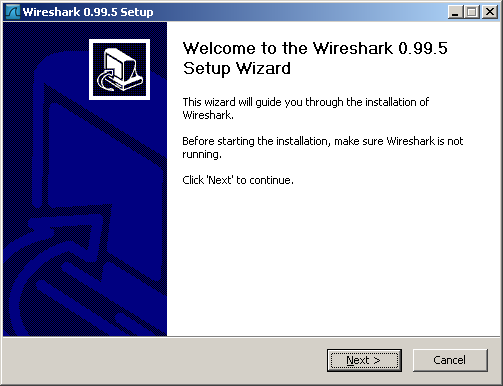 Wireshark 0.99.5 Setup
Welcome to the Wireshark 0.99.5
Setup Wizard
This wizard will guide you through the installation of
Wireshark.
Before starting the installation, make sure Wireshark is not
running.
Click 'Next' to continue.
Next >
Cancel